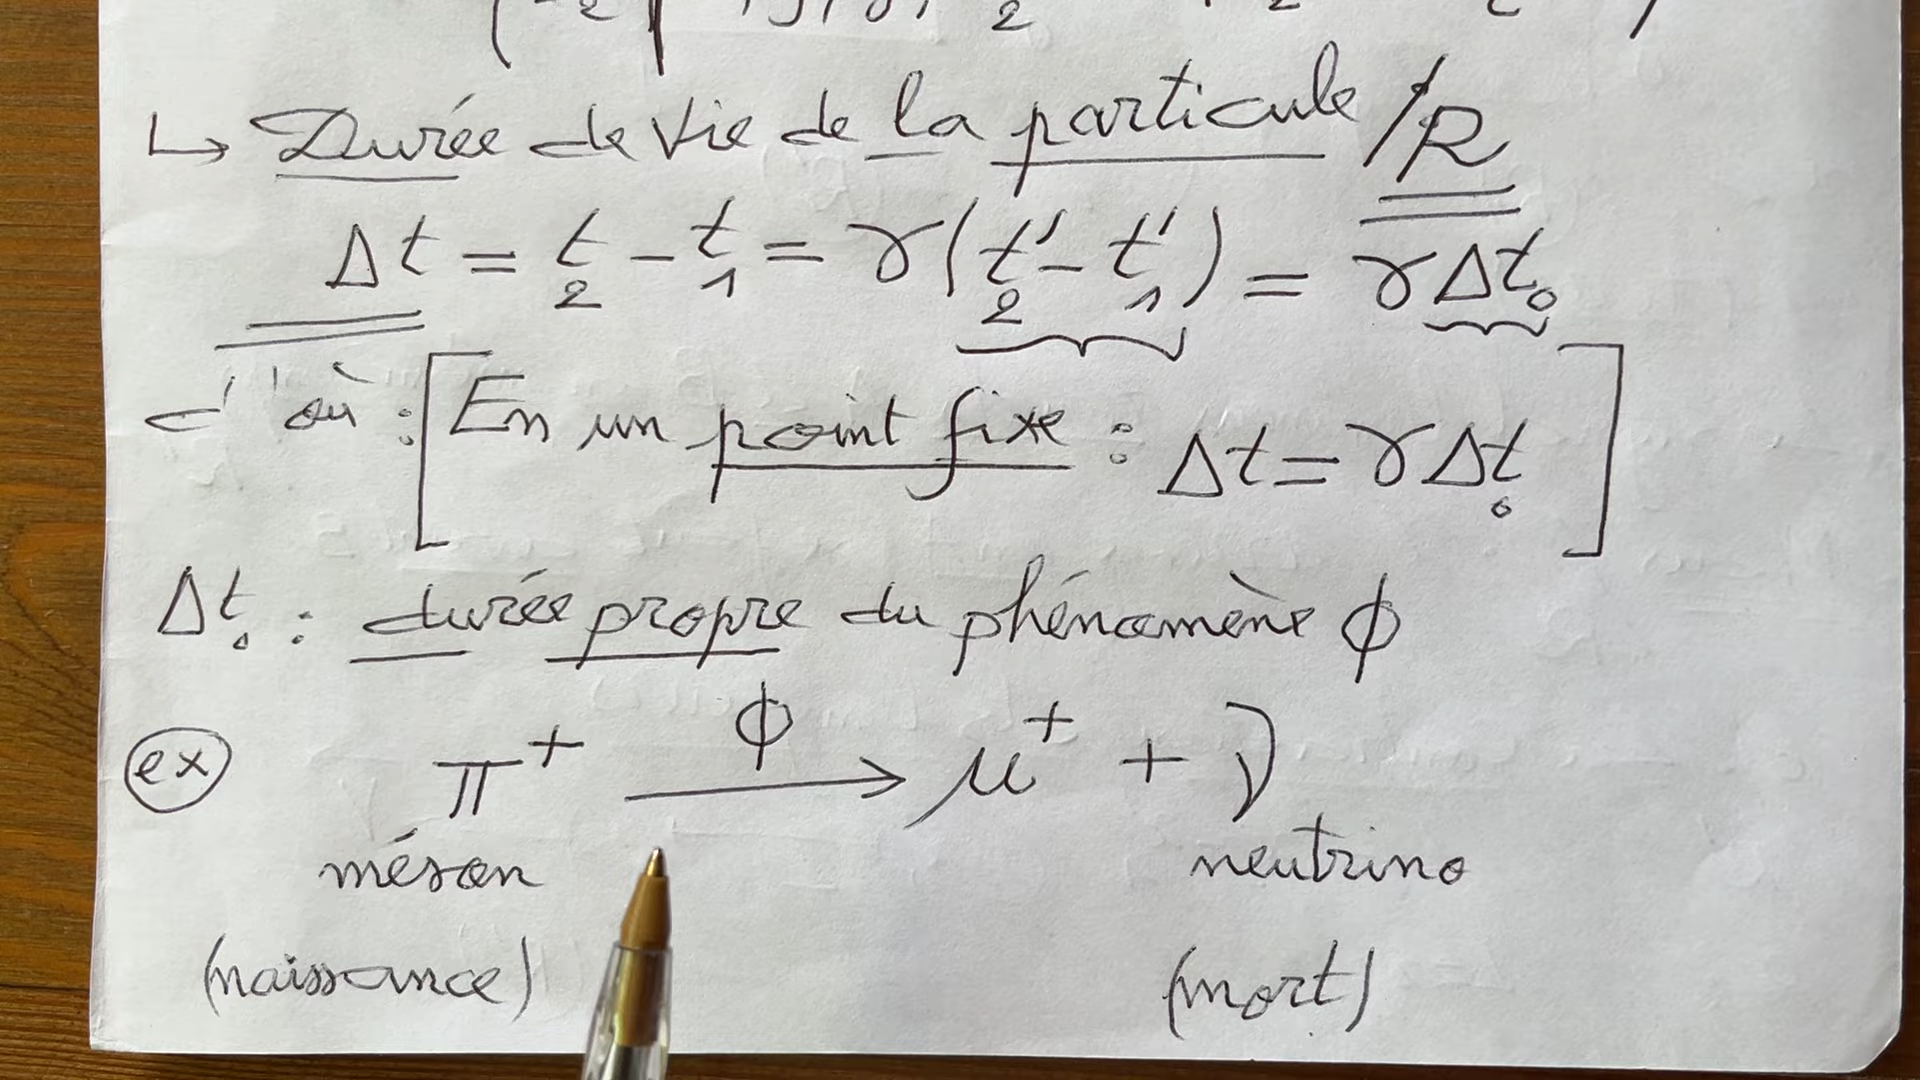 ↳ Durée de vie de la particule /R
Δt = t₂ - t₁ = γ(t'₂ - t'₁) = γΔt₀
d'où : [En un point fixe : Δt = γΔt₀]
Δt₀ : durée propre du phénomène ϕ
ex π⁺ ϕ→ μ⁺ + ν
méson neutrino
(naissance) (mort)